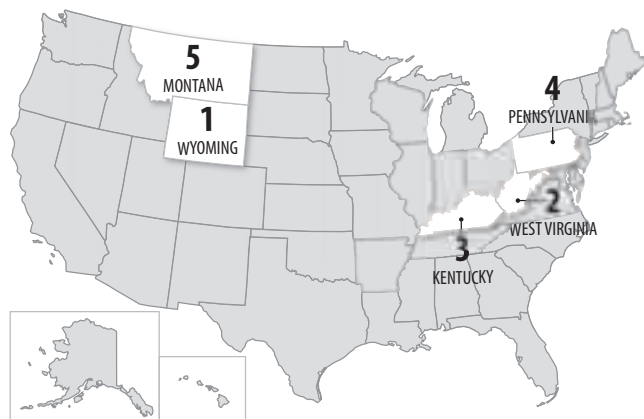 5
MONTANA
1
WYOMING
4
PENNSYLVANI
2
WEST VIRGINIA
3
KENTUCKY